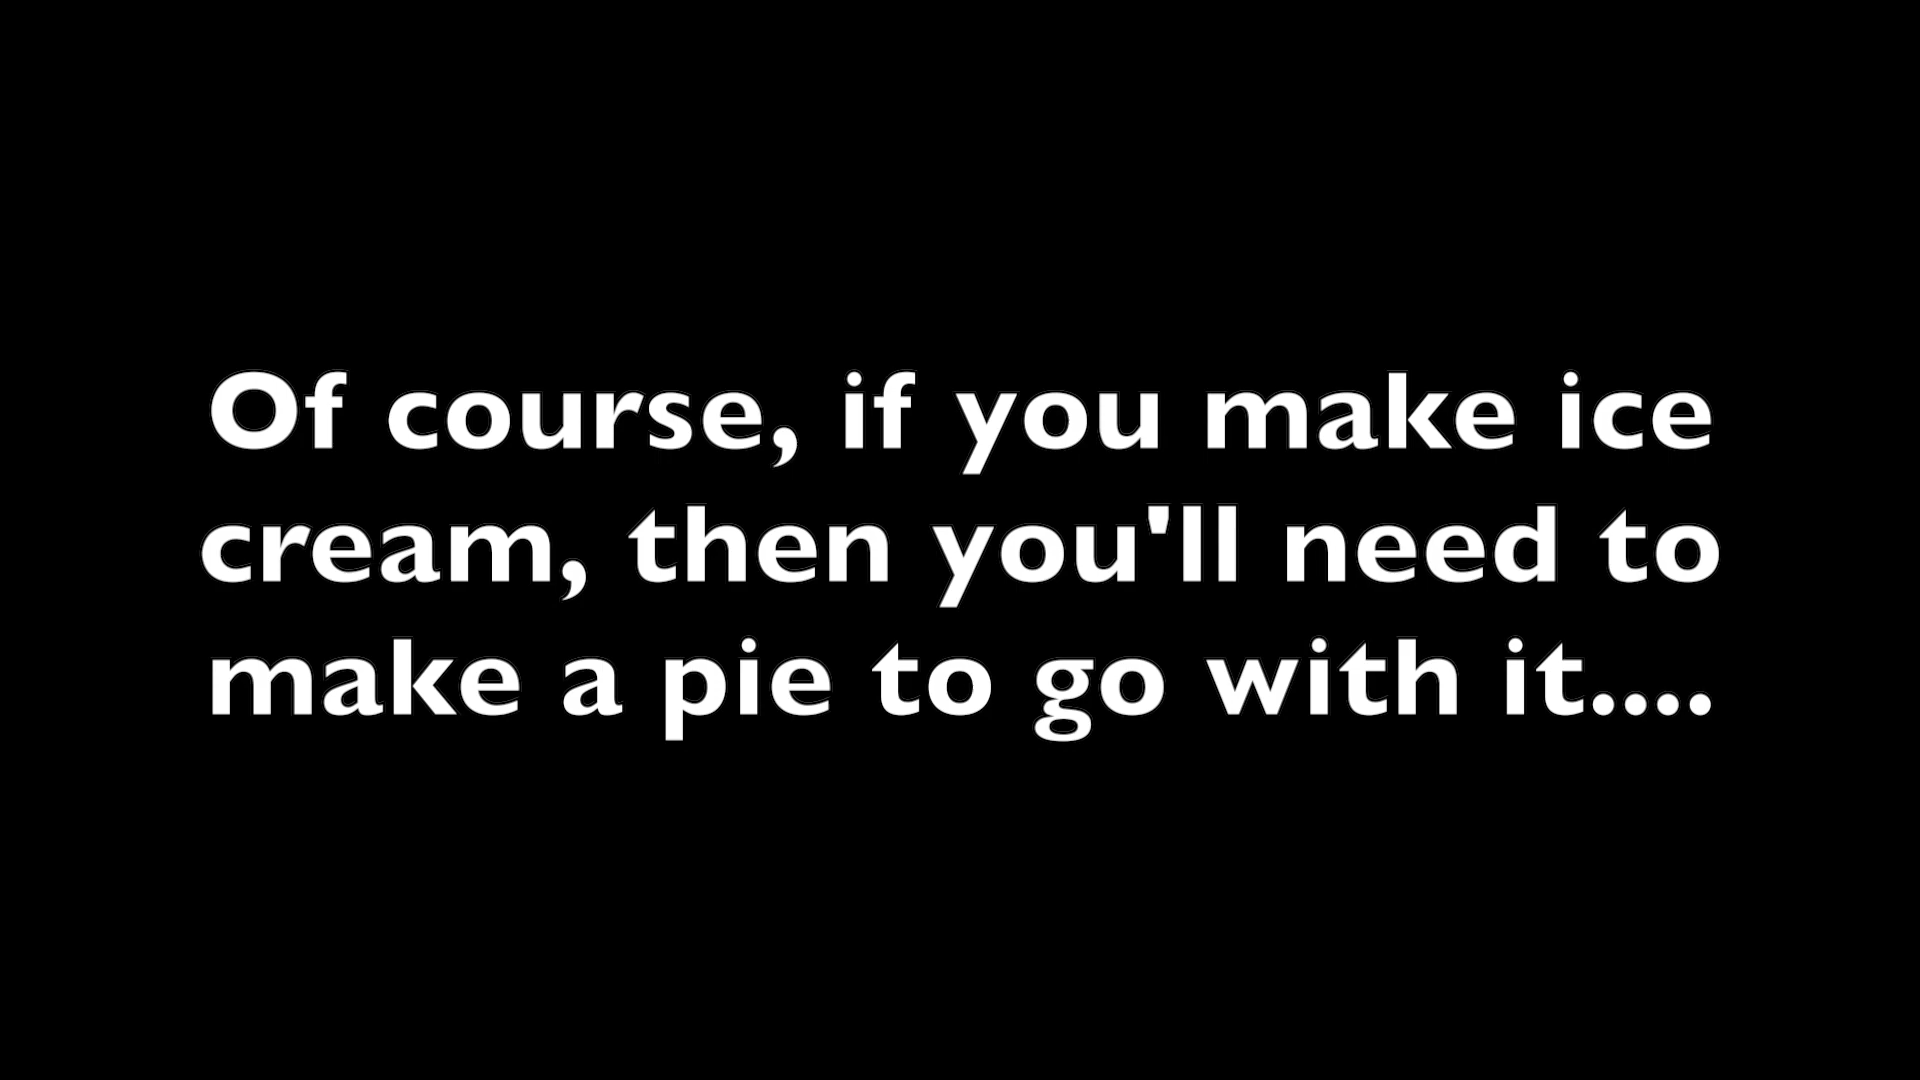 Of course, if you make ice
cream, then you'll need to
make a pie to go with it....